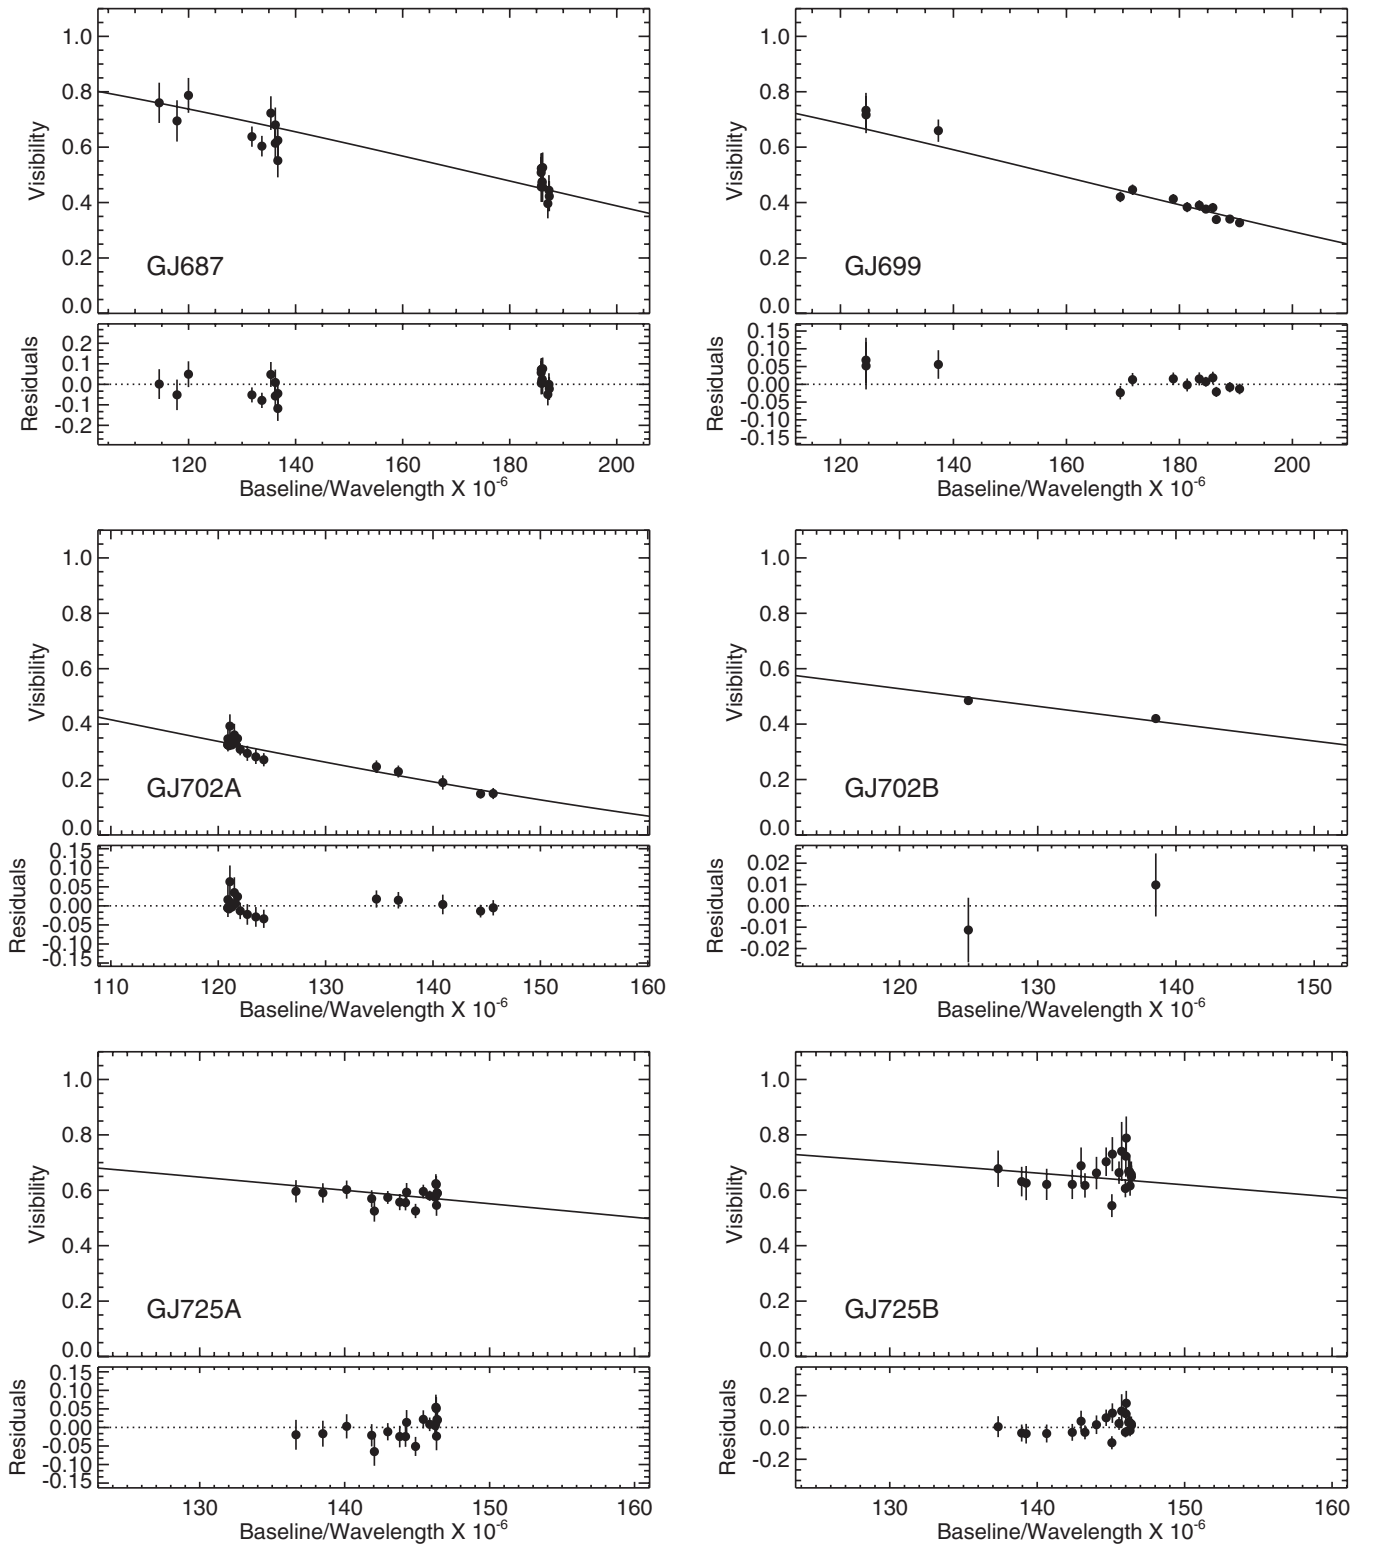 1.0
0.8
0.6
0.4
0.2
0.0
Visibility
GJ687
0.2
0.1
0.0
-0.1
-0.2
Residuals
120 140 160 180 200
Baseline/Wavelength X 10-6
1.0
0.8
0.6
0.4
0.2
0.0
Visibility
GJ699
0.15
0.10
0.05
0.00
-0.05
-0.10
-0.15
Residuals
120 140 160 180 200
Baseline/Wavelength X 10-6
1.0
0.8
0.6
0.4
0.2
0.0
Visibility
GJ702A
0.15
0.10
0.05
0.00
-0.05
-0.10
-0.15
Residuals
110 120 130 140 150 160
Baseline/Wavelength X 10-6
1.0
0.8
0.6
0.4
0.2
0.0
Visibility
GJ702B
0.02
0.01
0.00
-0.01
-0.02
Residuals
120 130 140 150
Baseline/Wavelength X 10-6
1.0
0.8
0.6
0.4
0.2
0.0
Visibility
GJ725A
0.15
0.10
0.05
0.00
-0.05
-0.10
-0.15
Residuals
130 140 150 160
Baseline/Wavelength X 10-6
1.0
0.8
0.6
0.4
0.2
0.0
Visibility
GJ725B
0.2
0.0
-0.2
Residuals
130 140 150 160
Baseline/Wavelength X 10-6